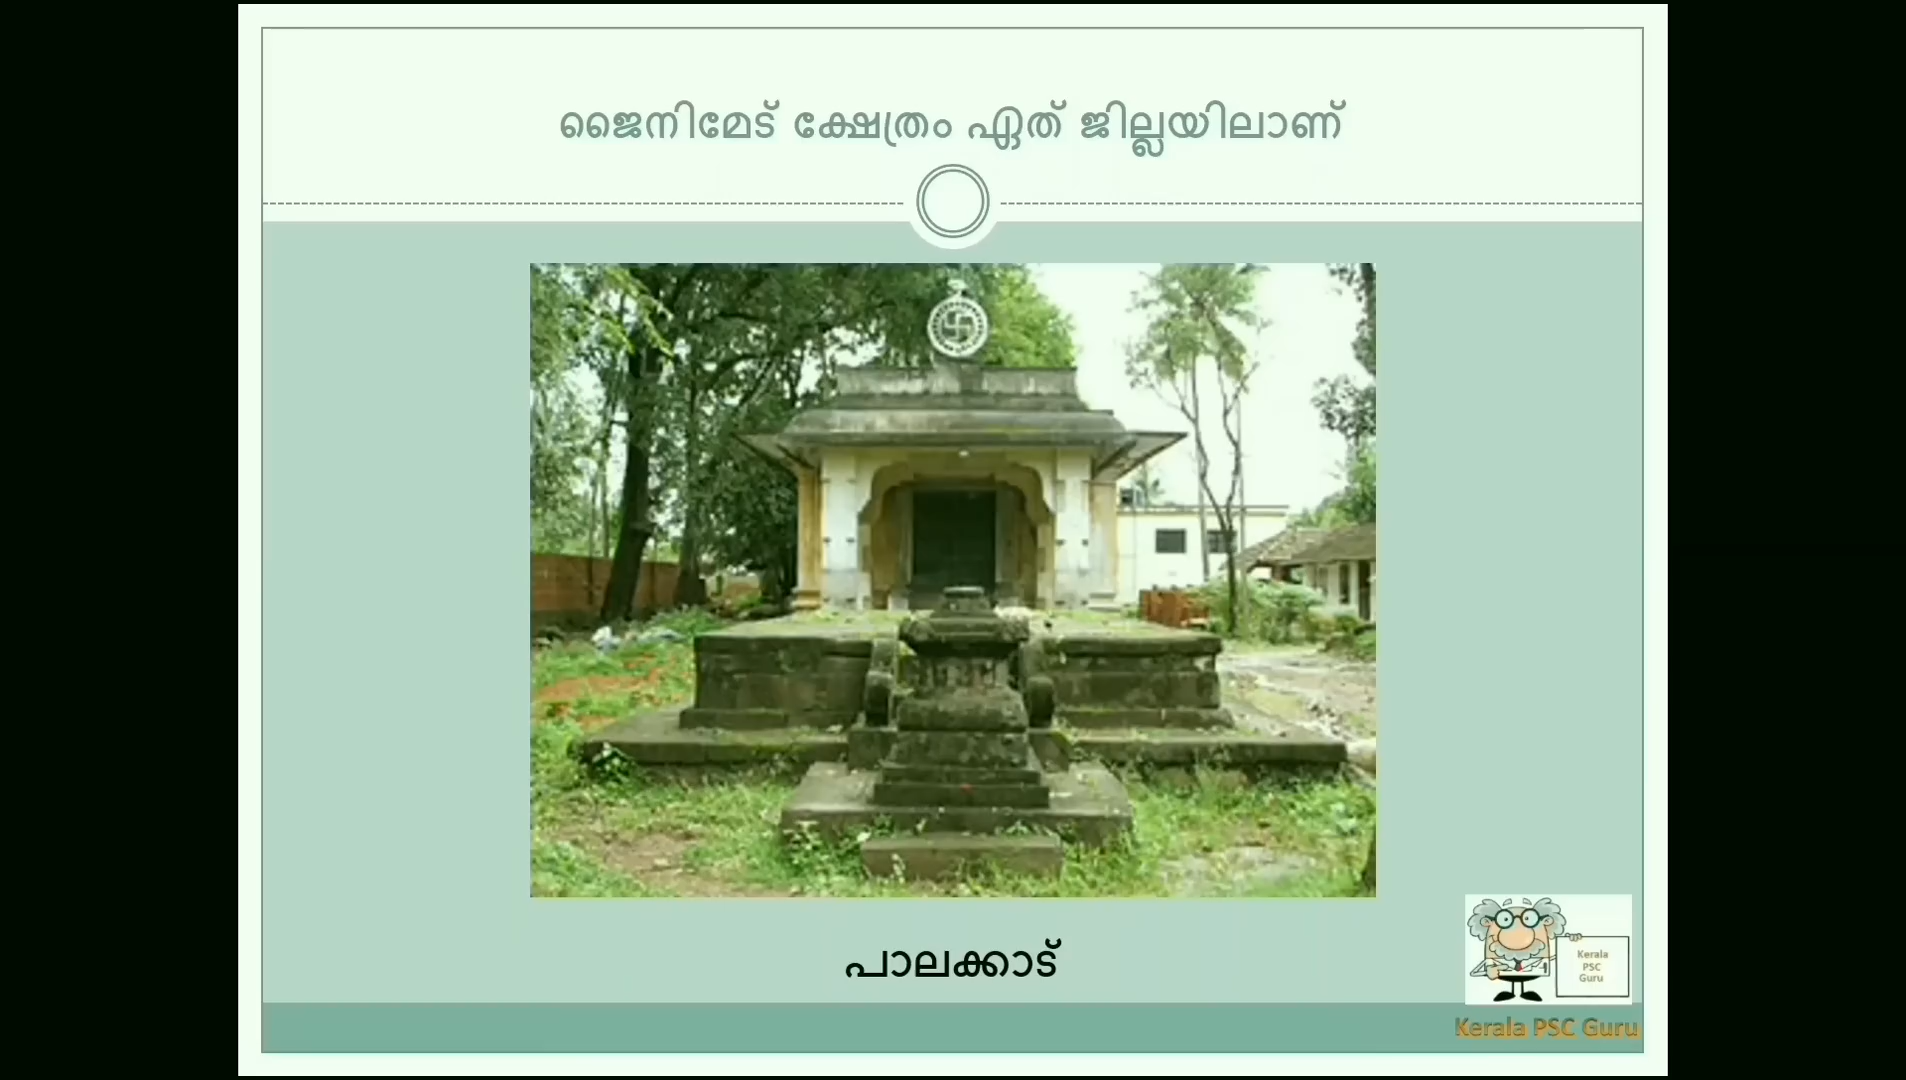 ജൈനിമേട് ക്ഷേത്രം ഏത് ജില്ലയിലാണ്
പാലക്കാട്
Kerala
PSC
Guru
Kerala PSC Guru